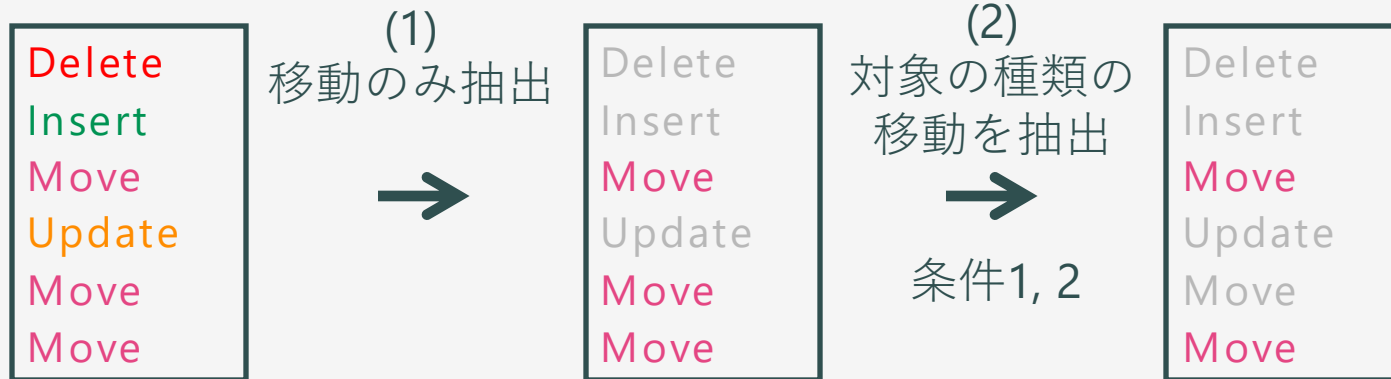 Delete
Insert
Move
Update
Move
Move
(1)
移動のみ抽出
Delete
Insert
Move
Update
Move
Move
(2)
対象の種類の
移動を抽出
条件1, 2
Delete
Insert
Move
Update
Move
Move